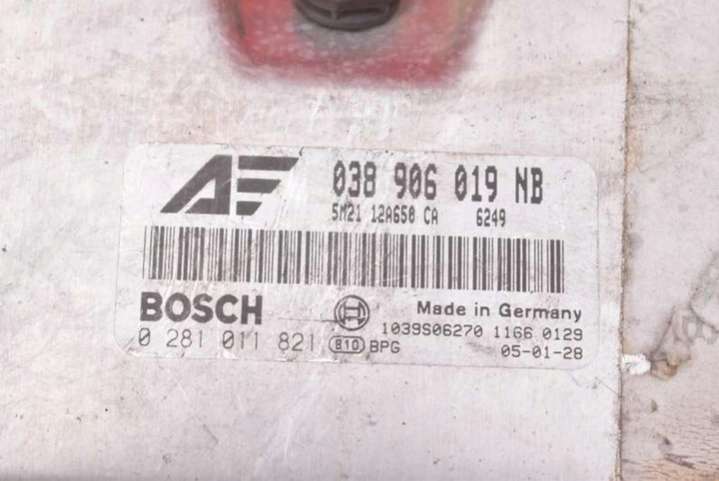 AE 038 906 019 NB
5M21 12A650 CA 6249
BOSCH Made in Germany
0 281 011 821 810 BPG 1039S06270 1166 0129
05-01-28